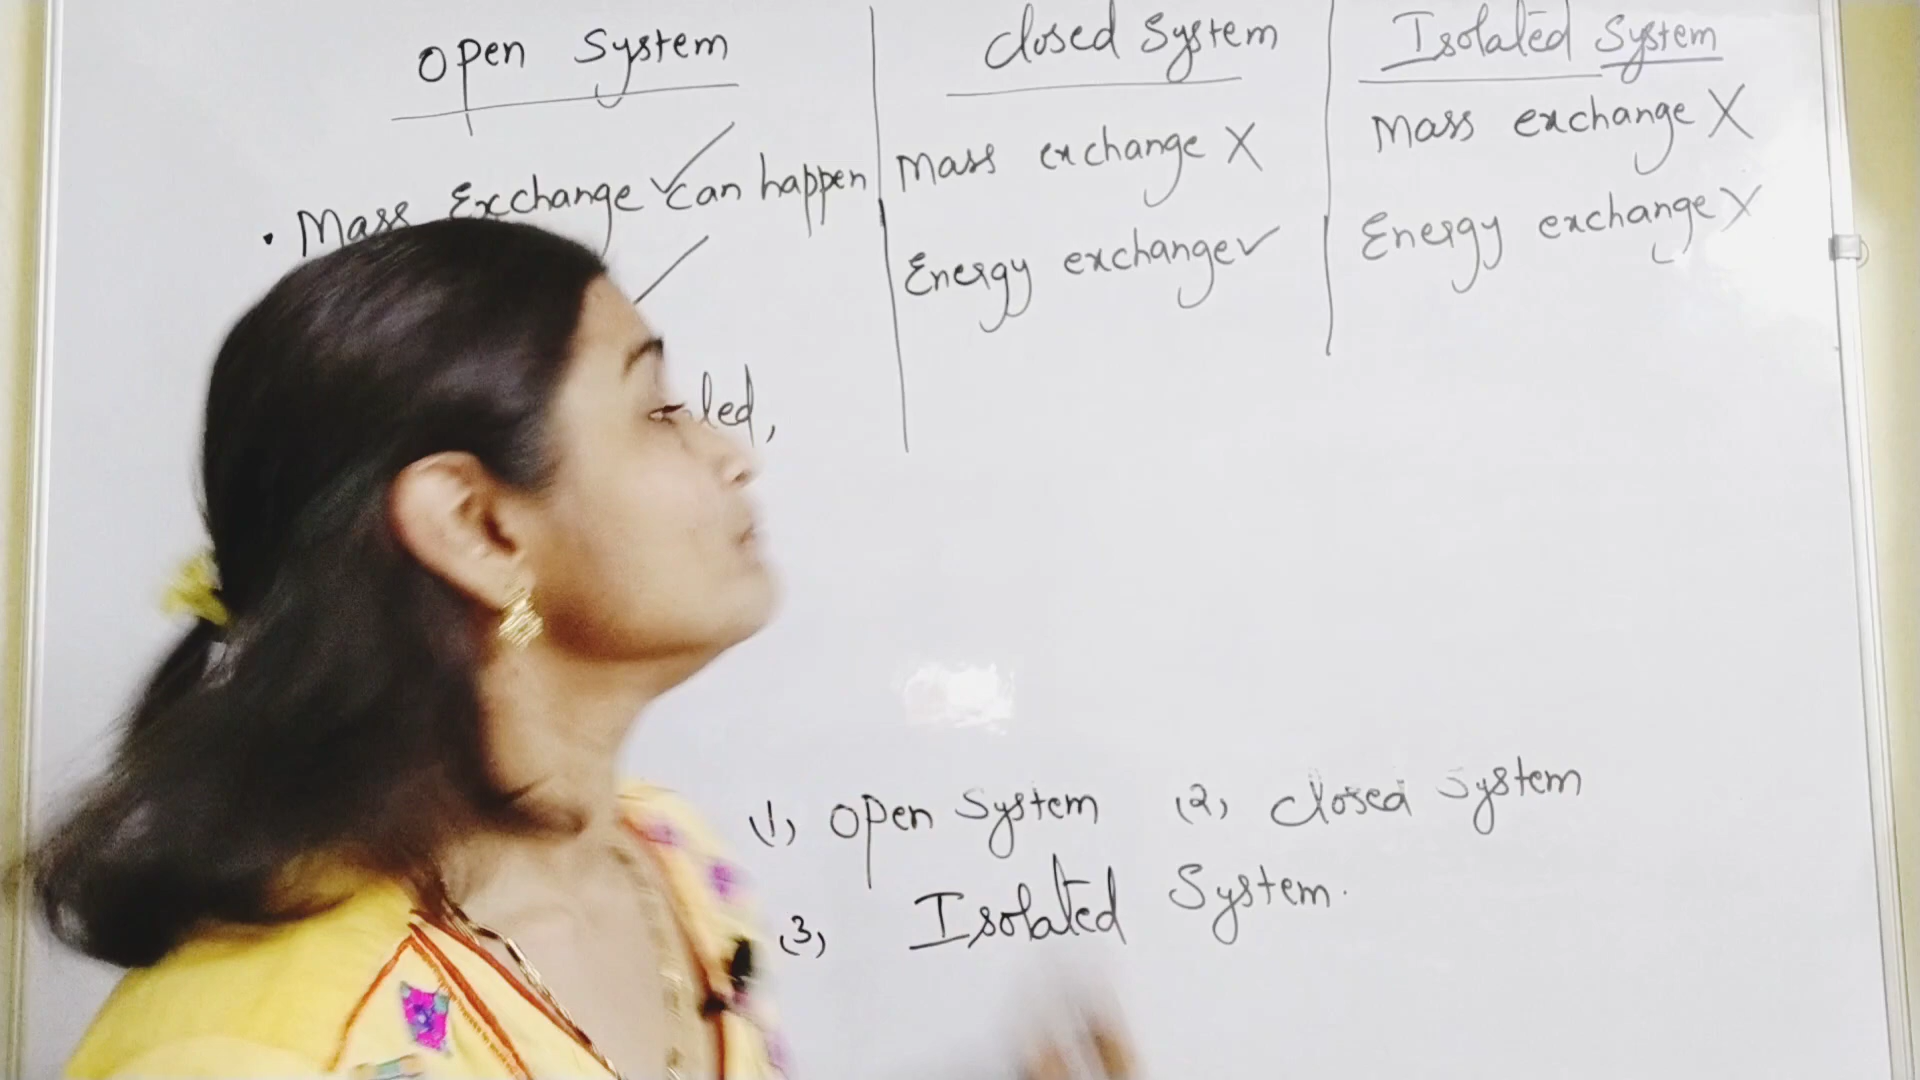 Open System
• Mass Exchange ✓ can happen
led,
Closed System
Mass exchange X
Energy exchange ✓
Isolated System
Mass exchange X
Energy exchange X
(1) Open System (2) Closed System
(3) Isolated System.